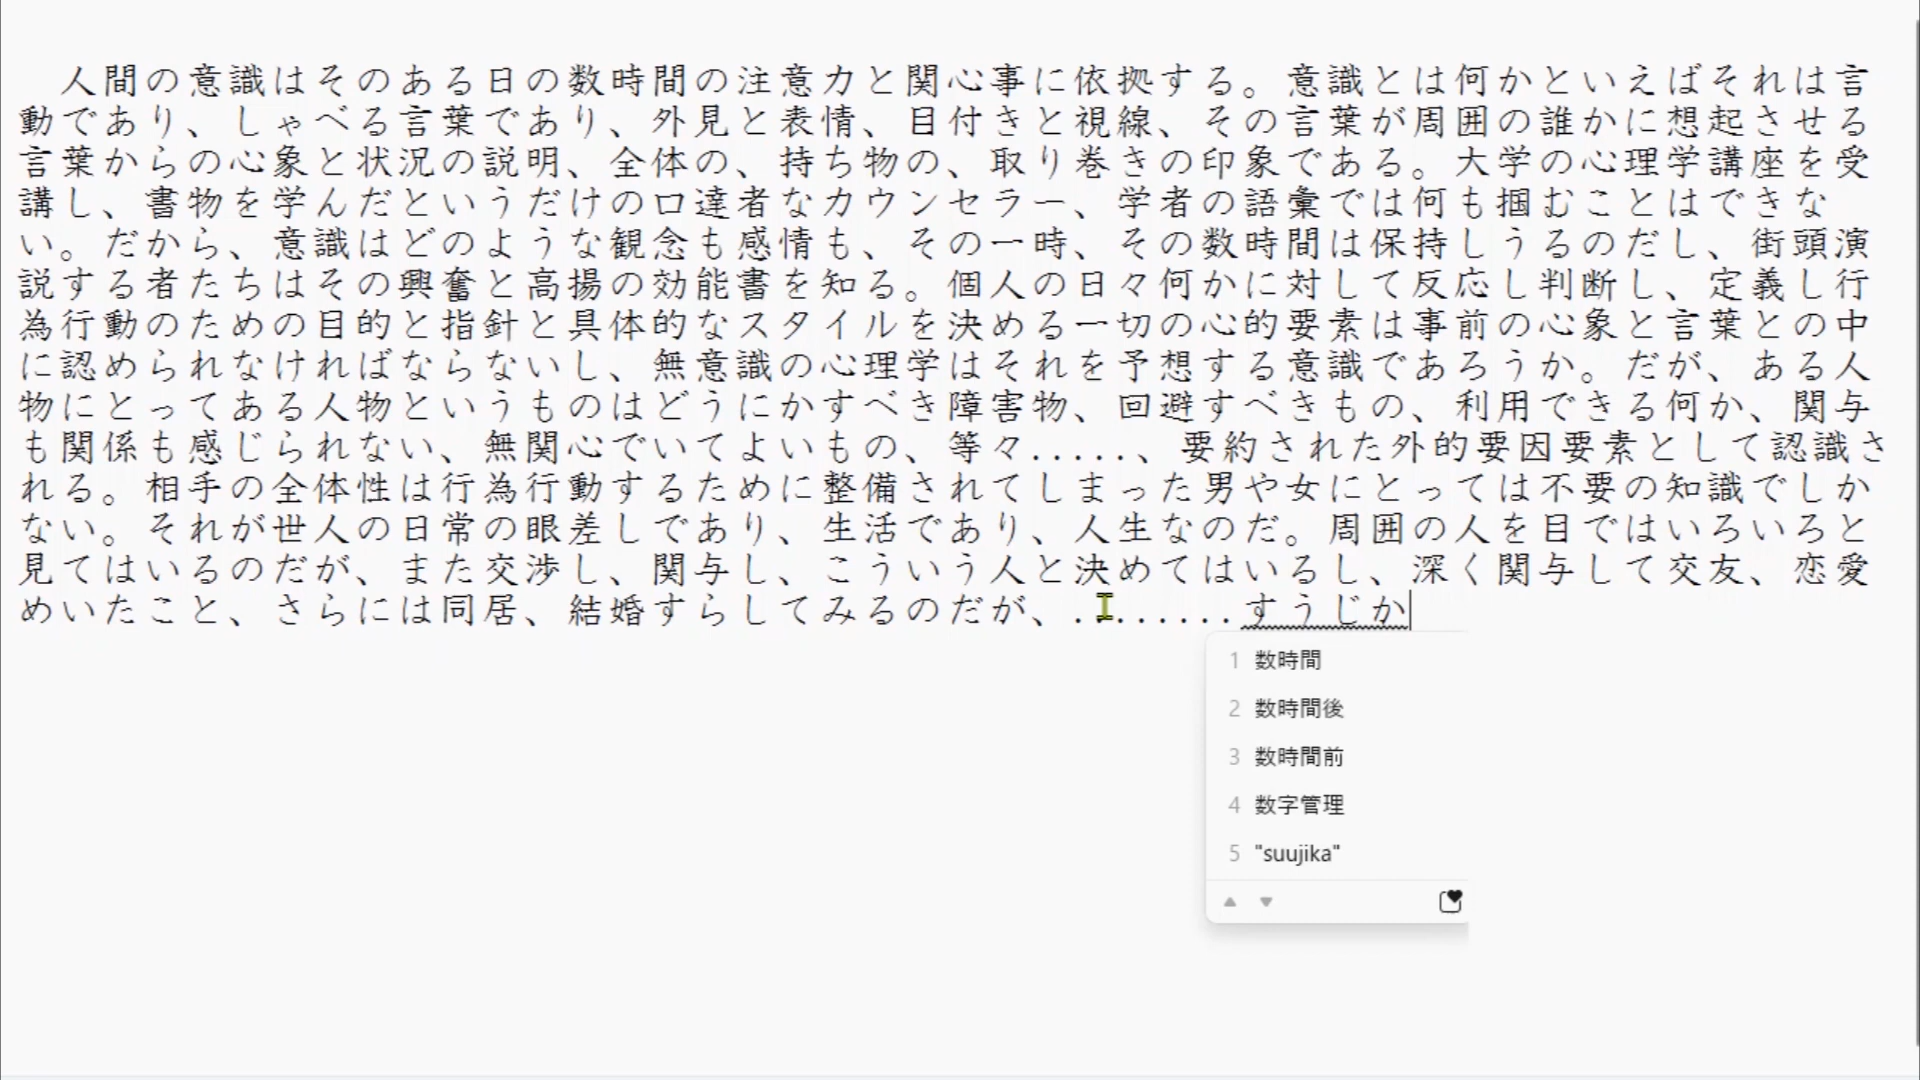 人間の意識はそのある日の数時間の注意力と関心事に依拠する。意識とは何かといえばそれは言
動であり、しゃべる言葉であり、外見と表情、目付きと視線、その言葉が周囲の誰かに想起させる
言葉からの心象と状況の説明、全体の、持ち物の、取り巻きの印象である。大学の心理学講座を受
講し、書物を学んだというだけの口達者なカウンセラー、学者の語彙では何も掴むことはできな
い。だから、意識はどのような観念も感情も、その一時、その数時間は保持しうるのだし、街頭演
説する者たちはその興奮と高揚の効能書を知る。個人の日々何かに対して反応し判断し、定義し行
為行動のための目的と指針と具体的なスタイルを決める一切の心的要素は事前の心象と言葉との中
に認められなければならないし、無意識の心理学はそれを予想する意識であろうか。だが、ある人
物にとってある人物というものはどうにかすべき障害物、回避すべきもの、利用できる何か、関与
も関係も感じられない、無関心でいてよいもの、等々.....、要約された外的要因要素として認識さ
れる。相手の全体性は行為行動するために整備されてしまった男や女にとっては不要の知識でしか
ない。それが世人の日常の眼差しであり、生活であり、人生なのだ。周囲の人を目ではいろいろと
見てはいるのだが、また交渉し、関与し、こういう人と決めてはいるし、深く関与して交友、恋愛
めいたこと、さらには同居、結婚すらしてみるのだが、........すうじか
1 数時間
2 数時間後
3 数時間前
4 数字管理
5 "suujika"